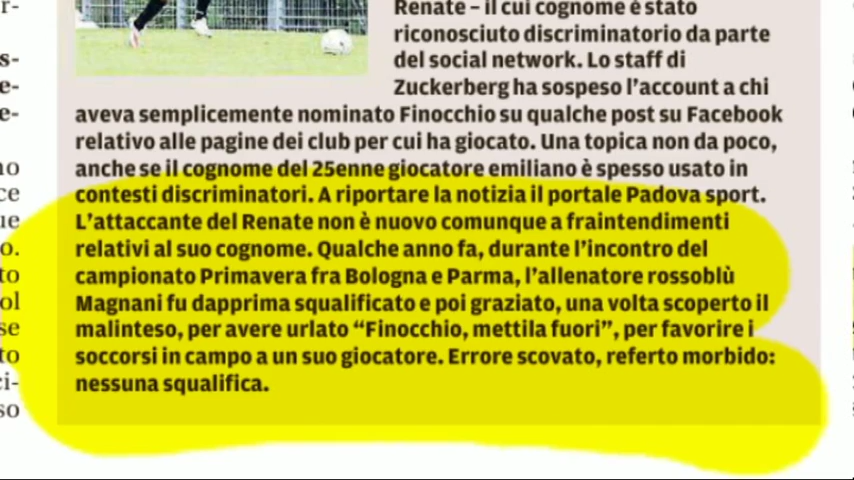 Renate – il cui cognome è stato
riconosciuto discriminatorio da parte
del social network. Lo staff di
Zuckerberg ha sospeso l'account a chi
aveva semplicemente nominato Finocchio su qualche post su Facebook
relativo alle pagine dei club per cui ha giocato. Una topica non da poco,
anche se il cognome del 25enne giocatore emiliano è spesso usato in
contesti discriminatori. A riportare la notizia il portale Padova sport.
L'attaccante del Renate non è nuovo comunque a fraintendimenti
relativi al suo cognome. Qualche anno fa, durante l'incontro del
campionato Primavera fra Bologna e Parma, l'allenatore rossoblù
Magnani fu dapprima squalificato e poi graziato, una volta scoperto il
malinteso, per avere urlato “Finocchio, mettila fuori”, per favorire i
soccorsi in campo a un suo giocatore. Errore scovato, referto morbido:
nessuna squalifica.